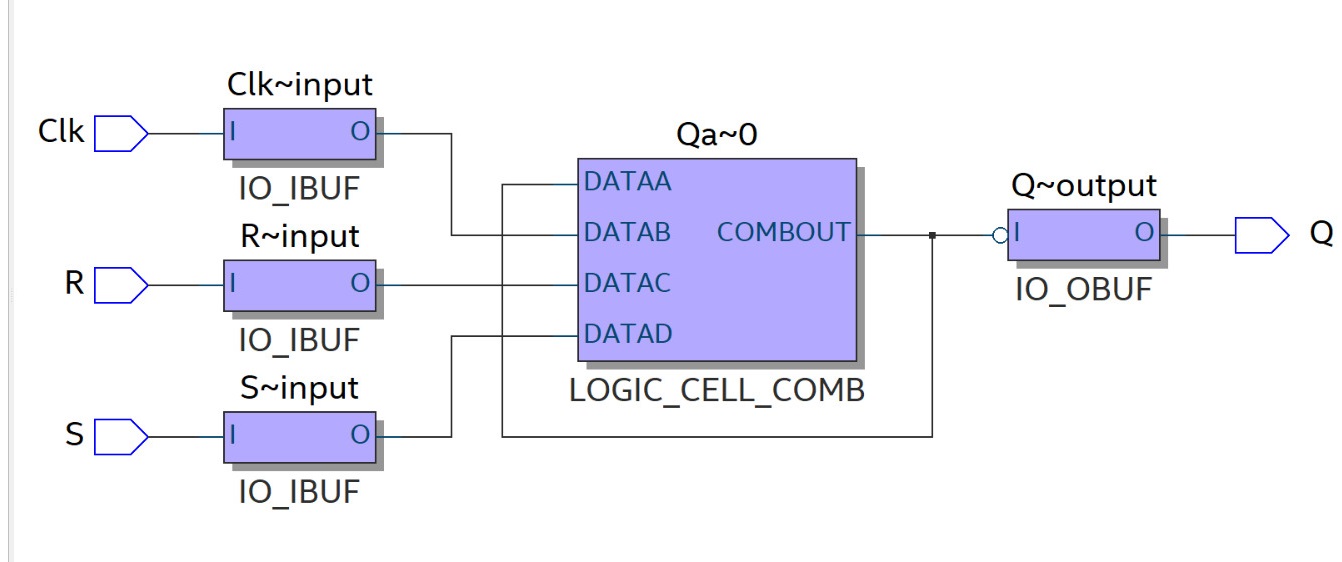 Clk
Clk~input
I O
IO_IBUF
R
R~input
I O
IO_IBUF
S
S~input
I O
IO_IBUF
Qa~0
DATAA
DATAB COMBOUT
DATAC
DATAD
LOGIC_CELL_COMB
Q~output
I O
IO_OBUF
Q